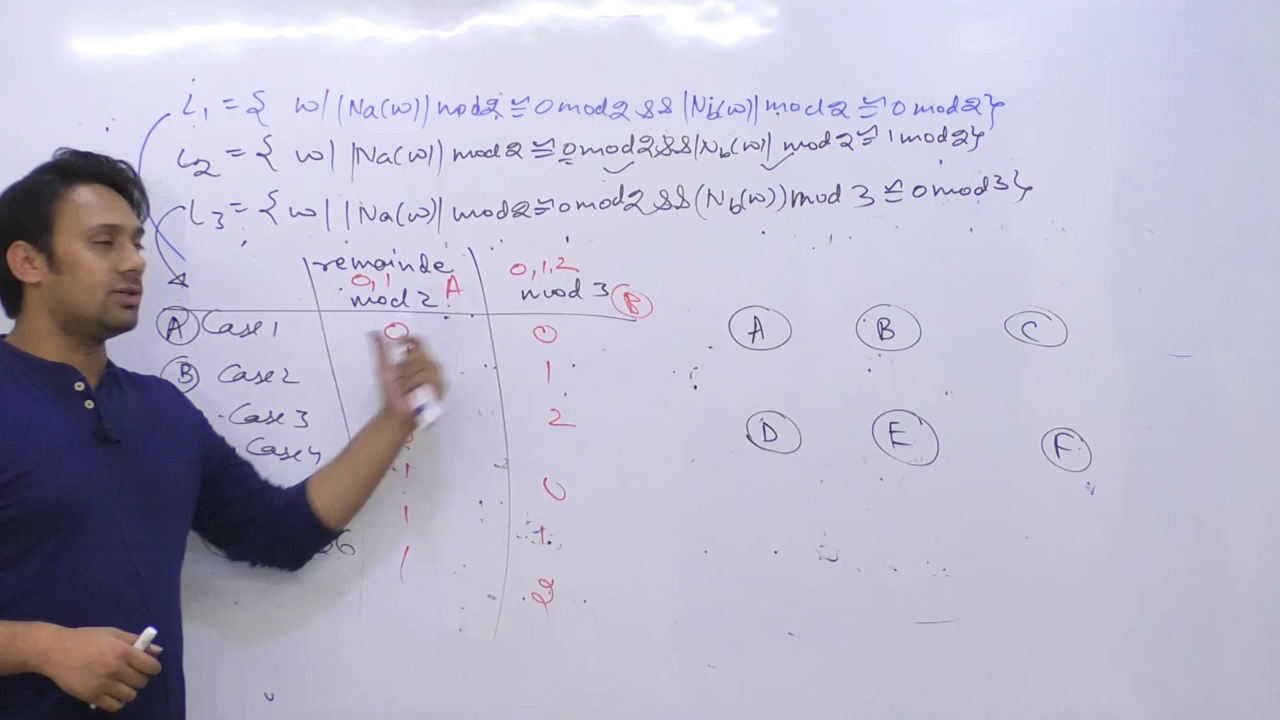 L1 = { w | |Na(w)| mod 2 ≅ 0 mod 2 && |Nb(w)| mod 2 ≅ 0 mod 2}
L2 = { w | |Na(w)| mod 2 ≅ 0 mod 2 && |Nb(w)| mod 2 ≅ 1 mod 2}
L3 = { w | |Na(w)| mod 2 ≅ 0 mod 2 && (Nb(w)) mod 3 ≅ 0 mod 3}
remainde
0,1 A 0,1,2
mod 2 mod 3 B
A Case 1 0 0 A B C
B Case 2 1
Case 3 2 D E F
Case 4 1 0
1 1
6 1 2